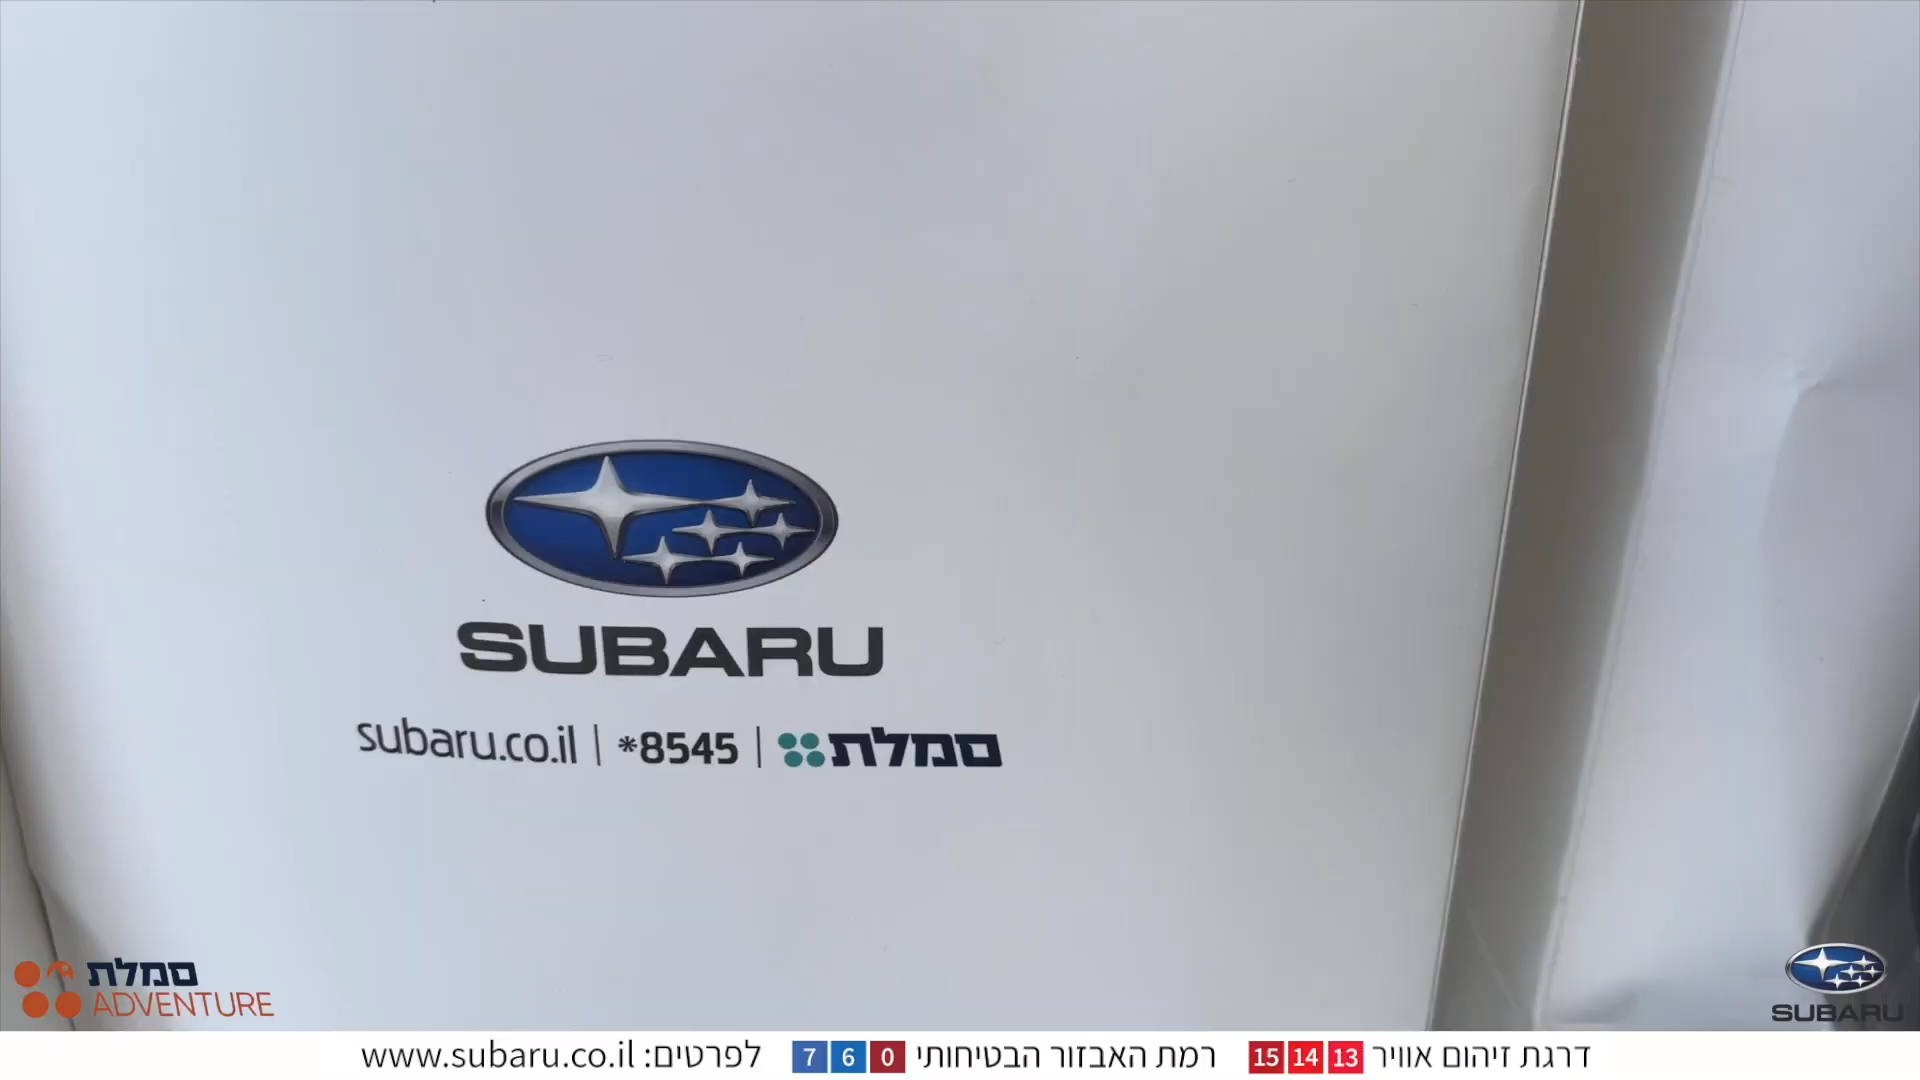 SUBARU
subaru.co.il | *8545 | סמלת
סמלת
ADVENTURE
SUBARU
דרגת זיהום אוויר 13 14 15 רמת האבזור הבטיחותי 0 6 7 לפרטים: www.subaru.co.il